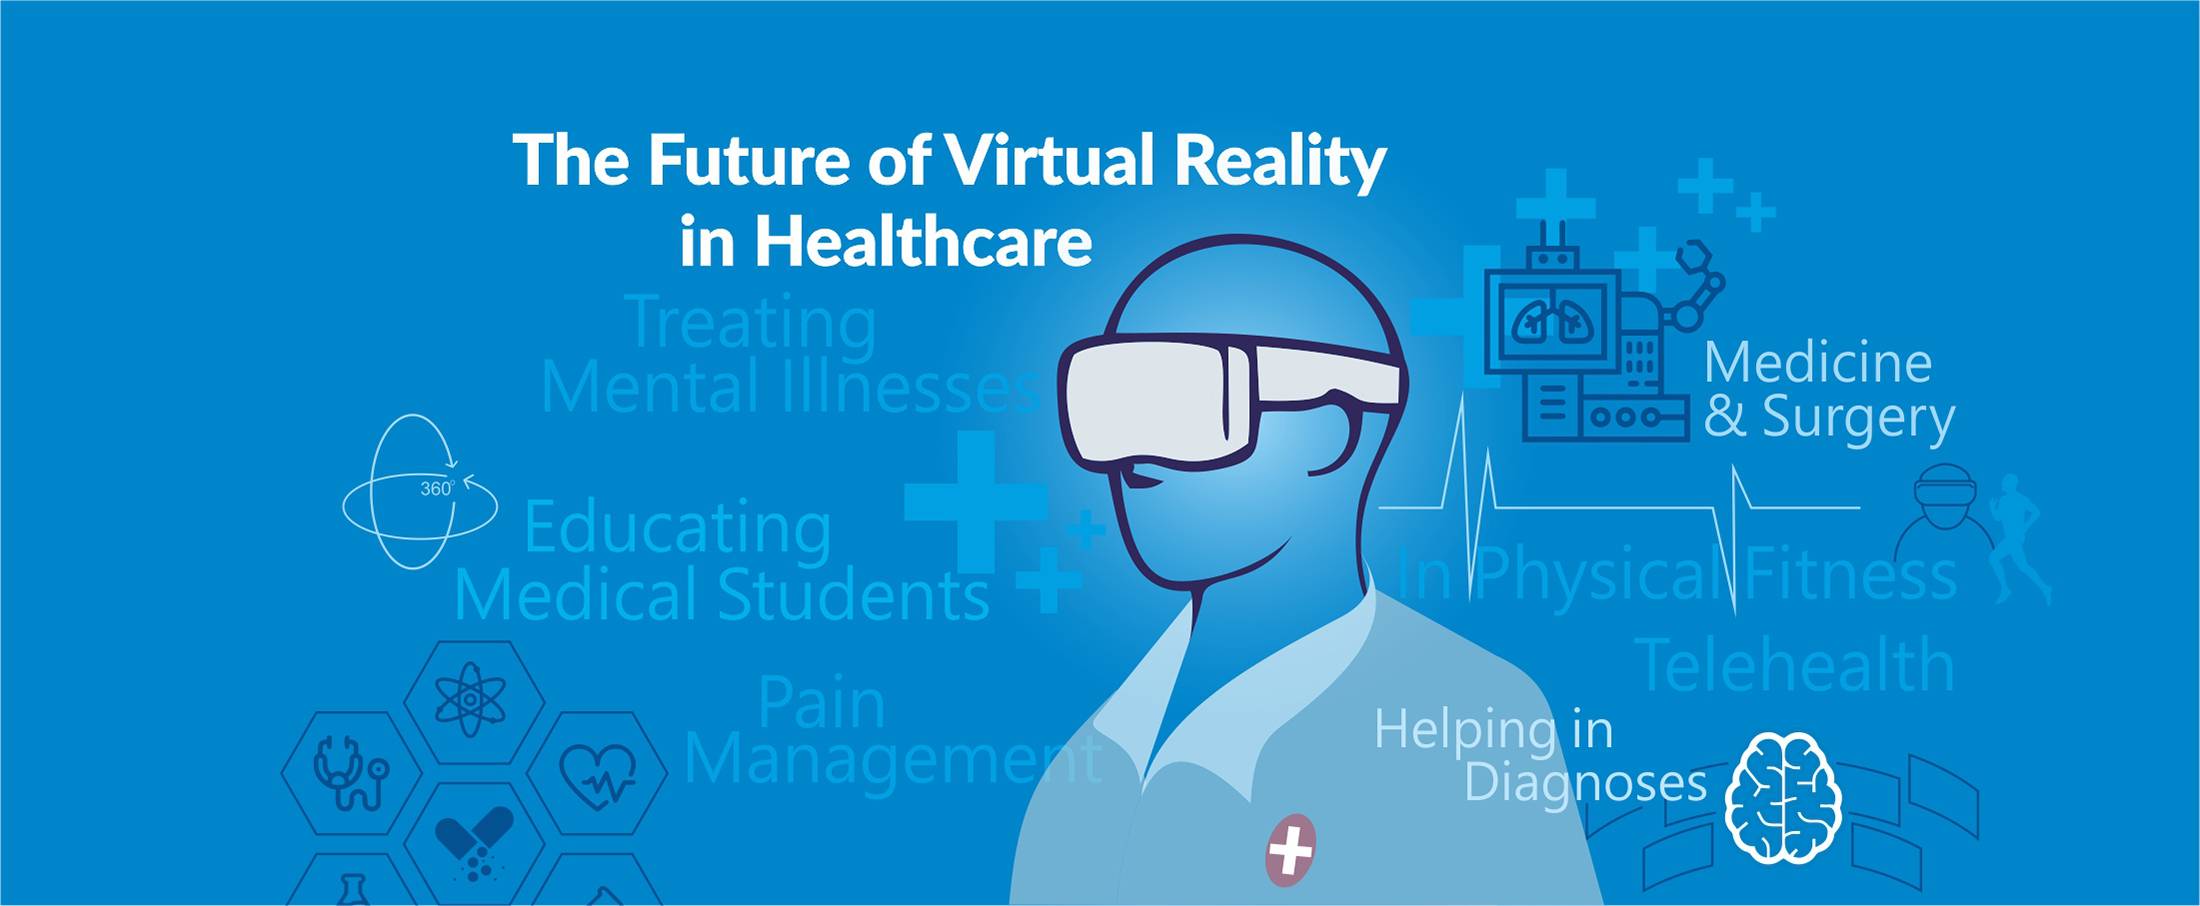 The Future of Virtual Reality
in Healthcare
Treating
Mental Illnesses
360°
Educating
Medical Students
Pain
Management
Medicine
& Surgery
In Physical Fitness
Telehealth
Helping in
Diagnoses